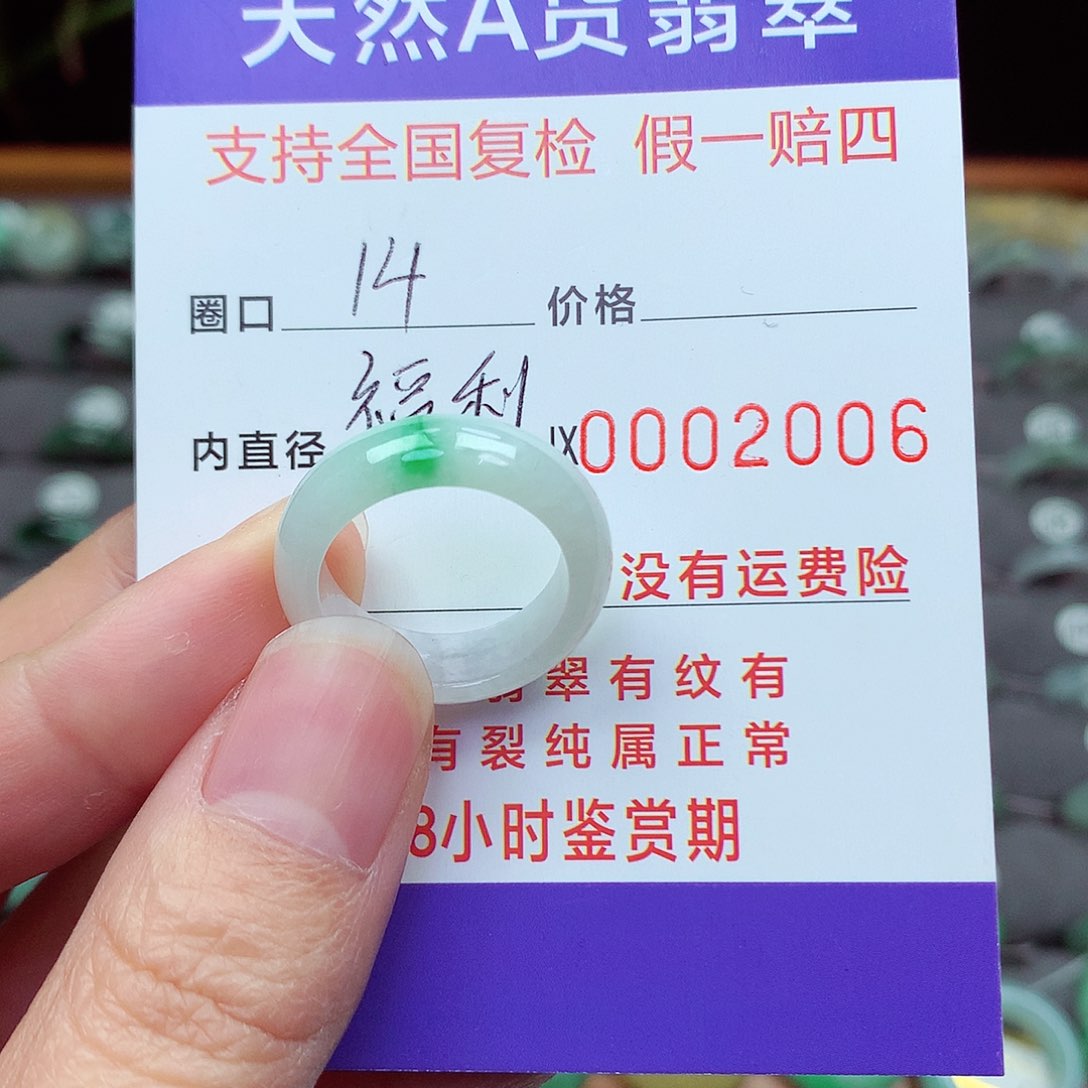 天然A货翡翠
支持全国复检 假一赔四
圈口 14 价格
福利
内直径 JX0002006
没有运费险
翡翠有纹有
有裂纯属正常
8小时鉴赏期